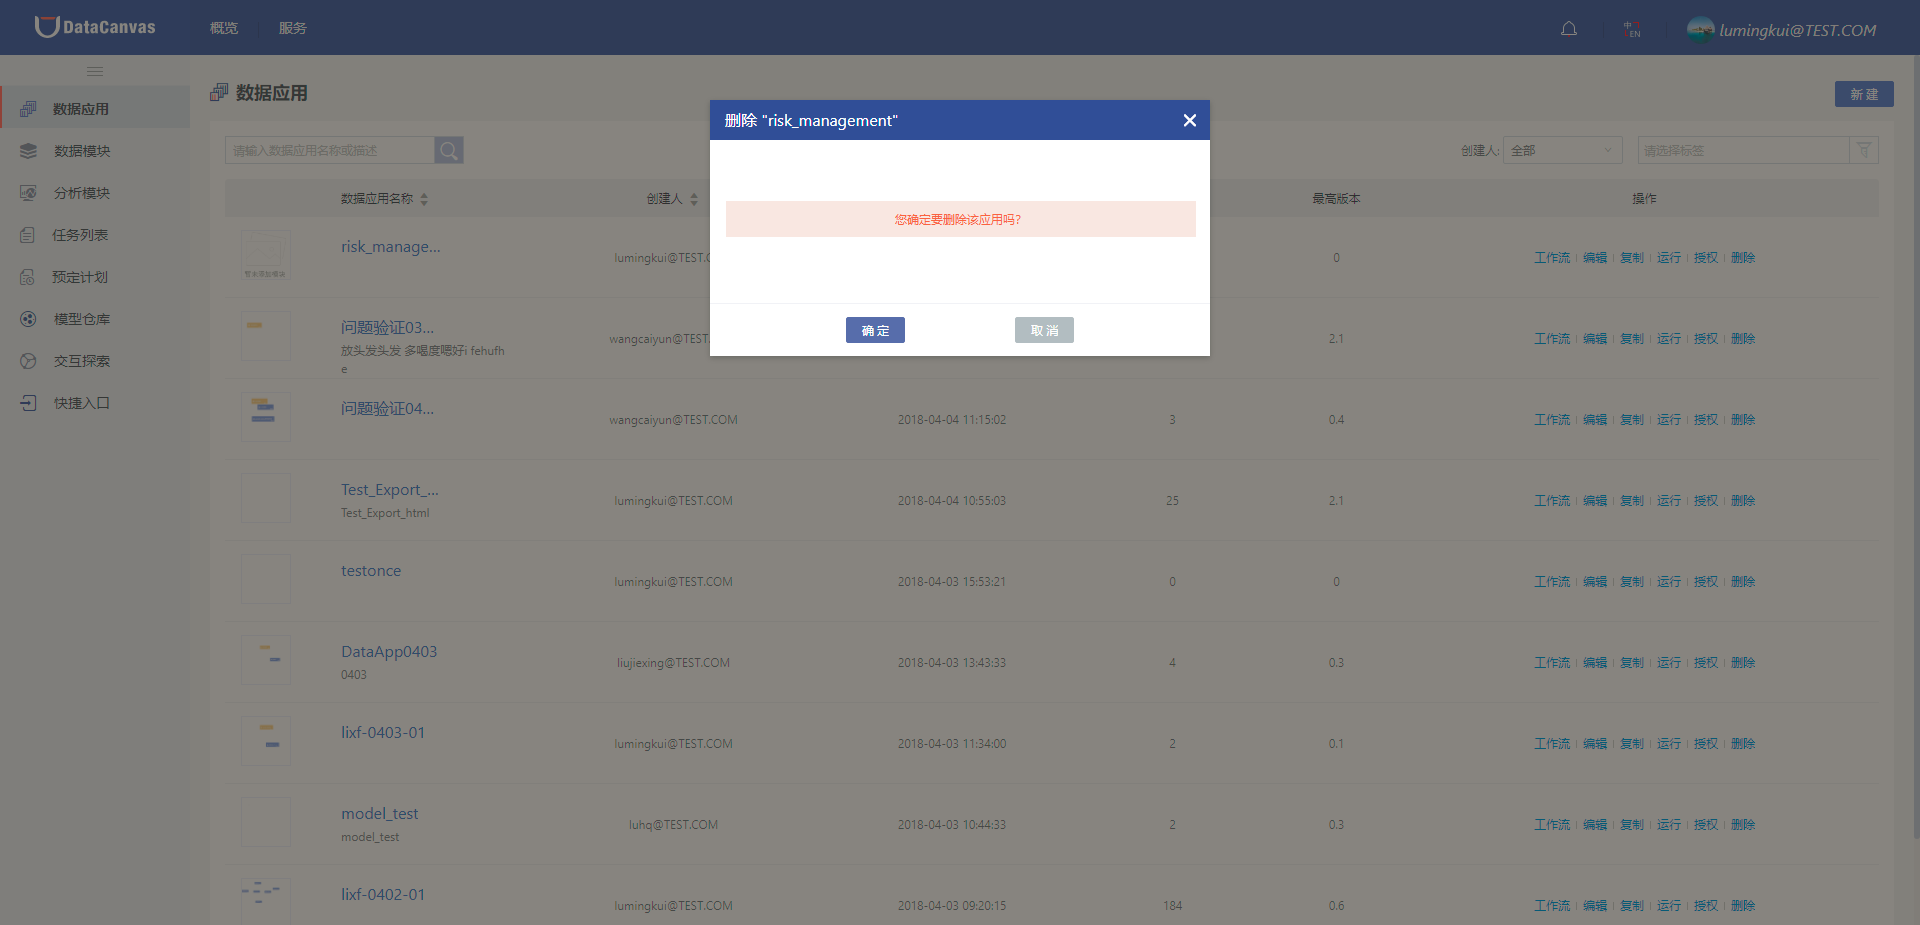 DataCanvas 概览 服务 中 EN lumingkui@TEST.COM
数据应用
数据模块
分析模块
任务列表
预定计划
模型仓库
交互探索
快捷入口
数据应用
新建
请输入数据应用名称或描述
创建人: 全部 请选择标签
数据应用名称 创建人 最高版本 操作
risk_manage... lumingkui@TEST.C 0 工作流 编辑 复制 运行 授权 删除
暂未添加模块
问题验证03... wangcaiyun@TEST. 2.1 工作流 编辑 复制 运行 授权 删除
放头发头发 多喝度嗯好i fehufh
e
问题验证04... wangcaiyun@TEST.COM 2018-04-04 11:15:02 3 0.4 工作流 编辑 复制 运行 授权 删除
Test_Export_... lumingkui@TEST.COM 2018-04-04 10:55:03 25 2.1 工作流 编辑 复制 运行 授权 删除
Test_Export_html
testonce lumingkui@TEST.COM 2018-04-03 15:53:21 0 0 工作流 编辑 复制 运行 授权 删除
DataApp0403 liujiexing@TEST.COM 2018-04-03 13:43:33 4 0.3 工作流 编辑 复制 运行 授权 删除
0403
lixf-0403-01 lumingkui@TEST.COM 2018-04-03 11:34:00 2 0.1 工作流 编辑 复制 运行 授权 删除
model_test luhq@TEST.COM 2018-04-03 10:44:33 2 0.3 工作流 编辑 复制 运行 授权 删除
model_test
lixf-0402-01 lumingkui@TEST.COM 2018-04-03 09:20:15 184 0.6 工作流 编辑 复制 运行 授权 删除
删除 "risk_management"
您确定要删除该应用吗?
确定 取消